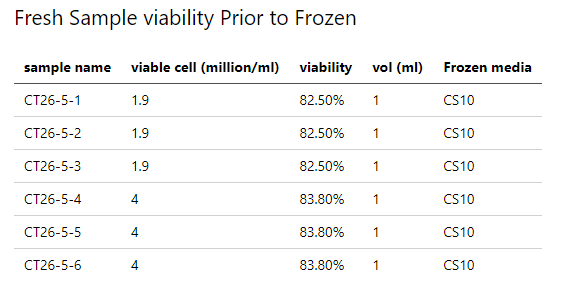 Fresh Sample viability Prior to Frozen
sample name viable cell (million/ml) viability vol (ml) Frozen media
CT26-5-1 1.9 82.50% 1 CS10
CT26-5-2 1.9 82.50% 1 CS10
CT26-5-3 1.9 82.50% 1 CS10
CT26-5-4 4 83.80% 1 CS10
CT26-5-5 4 83.80% 1 CS10
CT26-5-6 4 83.80% 1 CS10